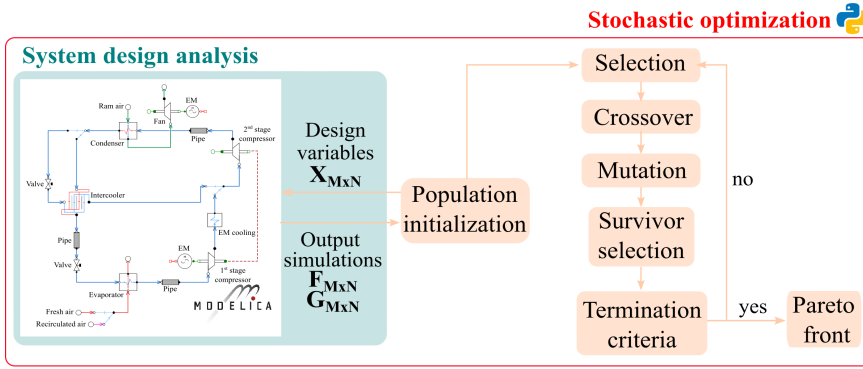 Stochastic optimization
System design analysis
Ram air
EM
Fan
Condenser
Pipe
2nd stage
compressor
Valve
Intercooler
EM cooling
Pipe
EM
Valve
1st stage
compressor
Evaporator
Pipe
Fresh air
Recirculated air
MODELICA
Design
variables
XMxN
Output
simulations
FMxN
GMxN
Population
initialization
Selection
Crossover
Mutation
Survivor
selection
Termination
criteria
no
yes
Pareto
front